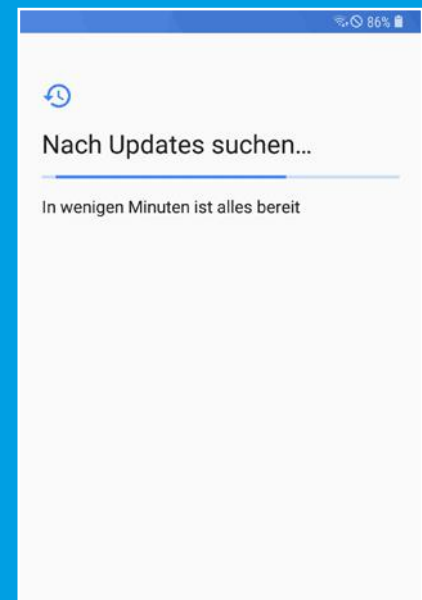 86%
Nach Updates suchen...
In wenigen Minuten ist alles bereit